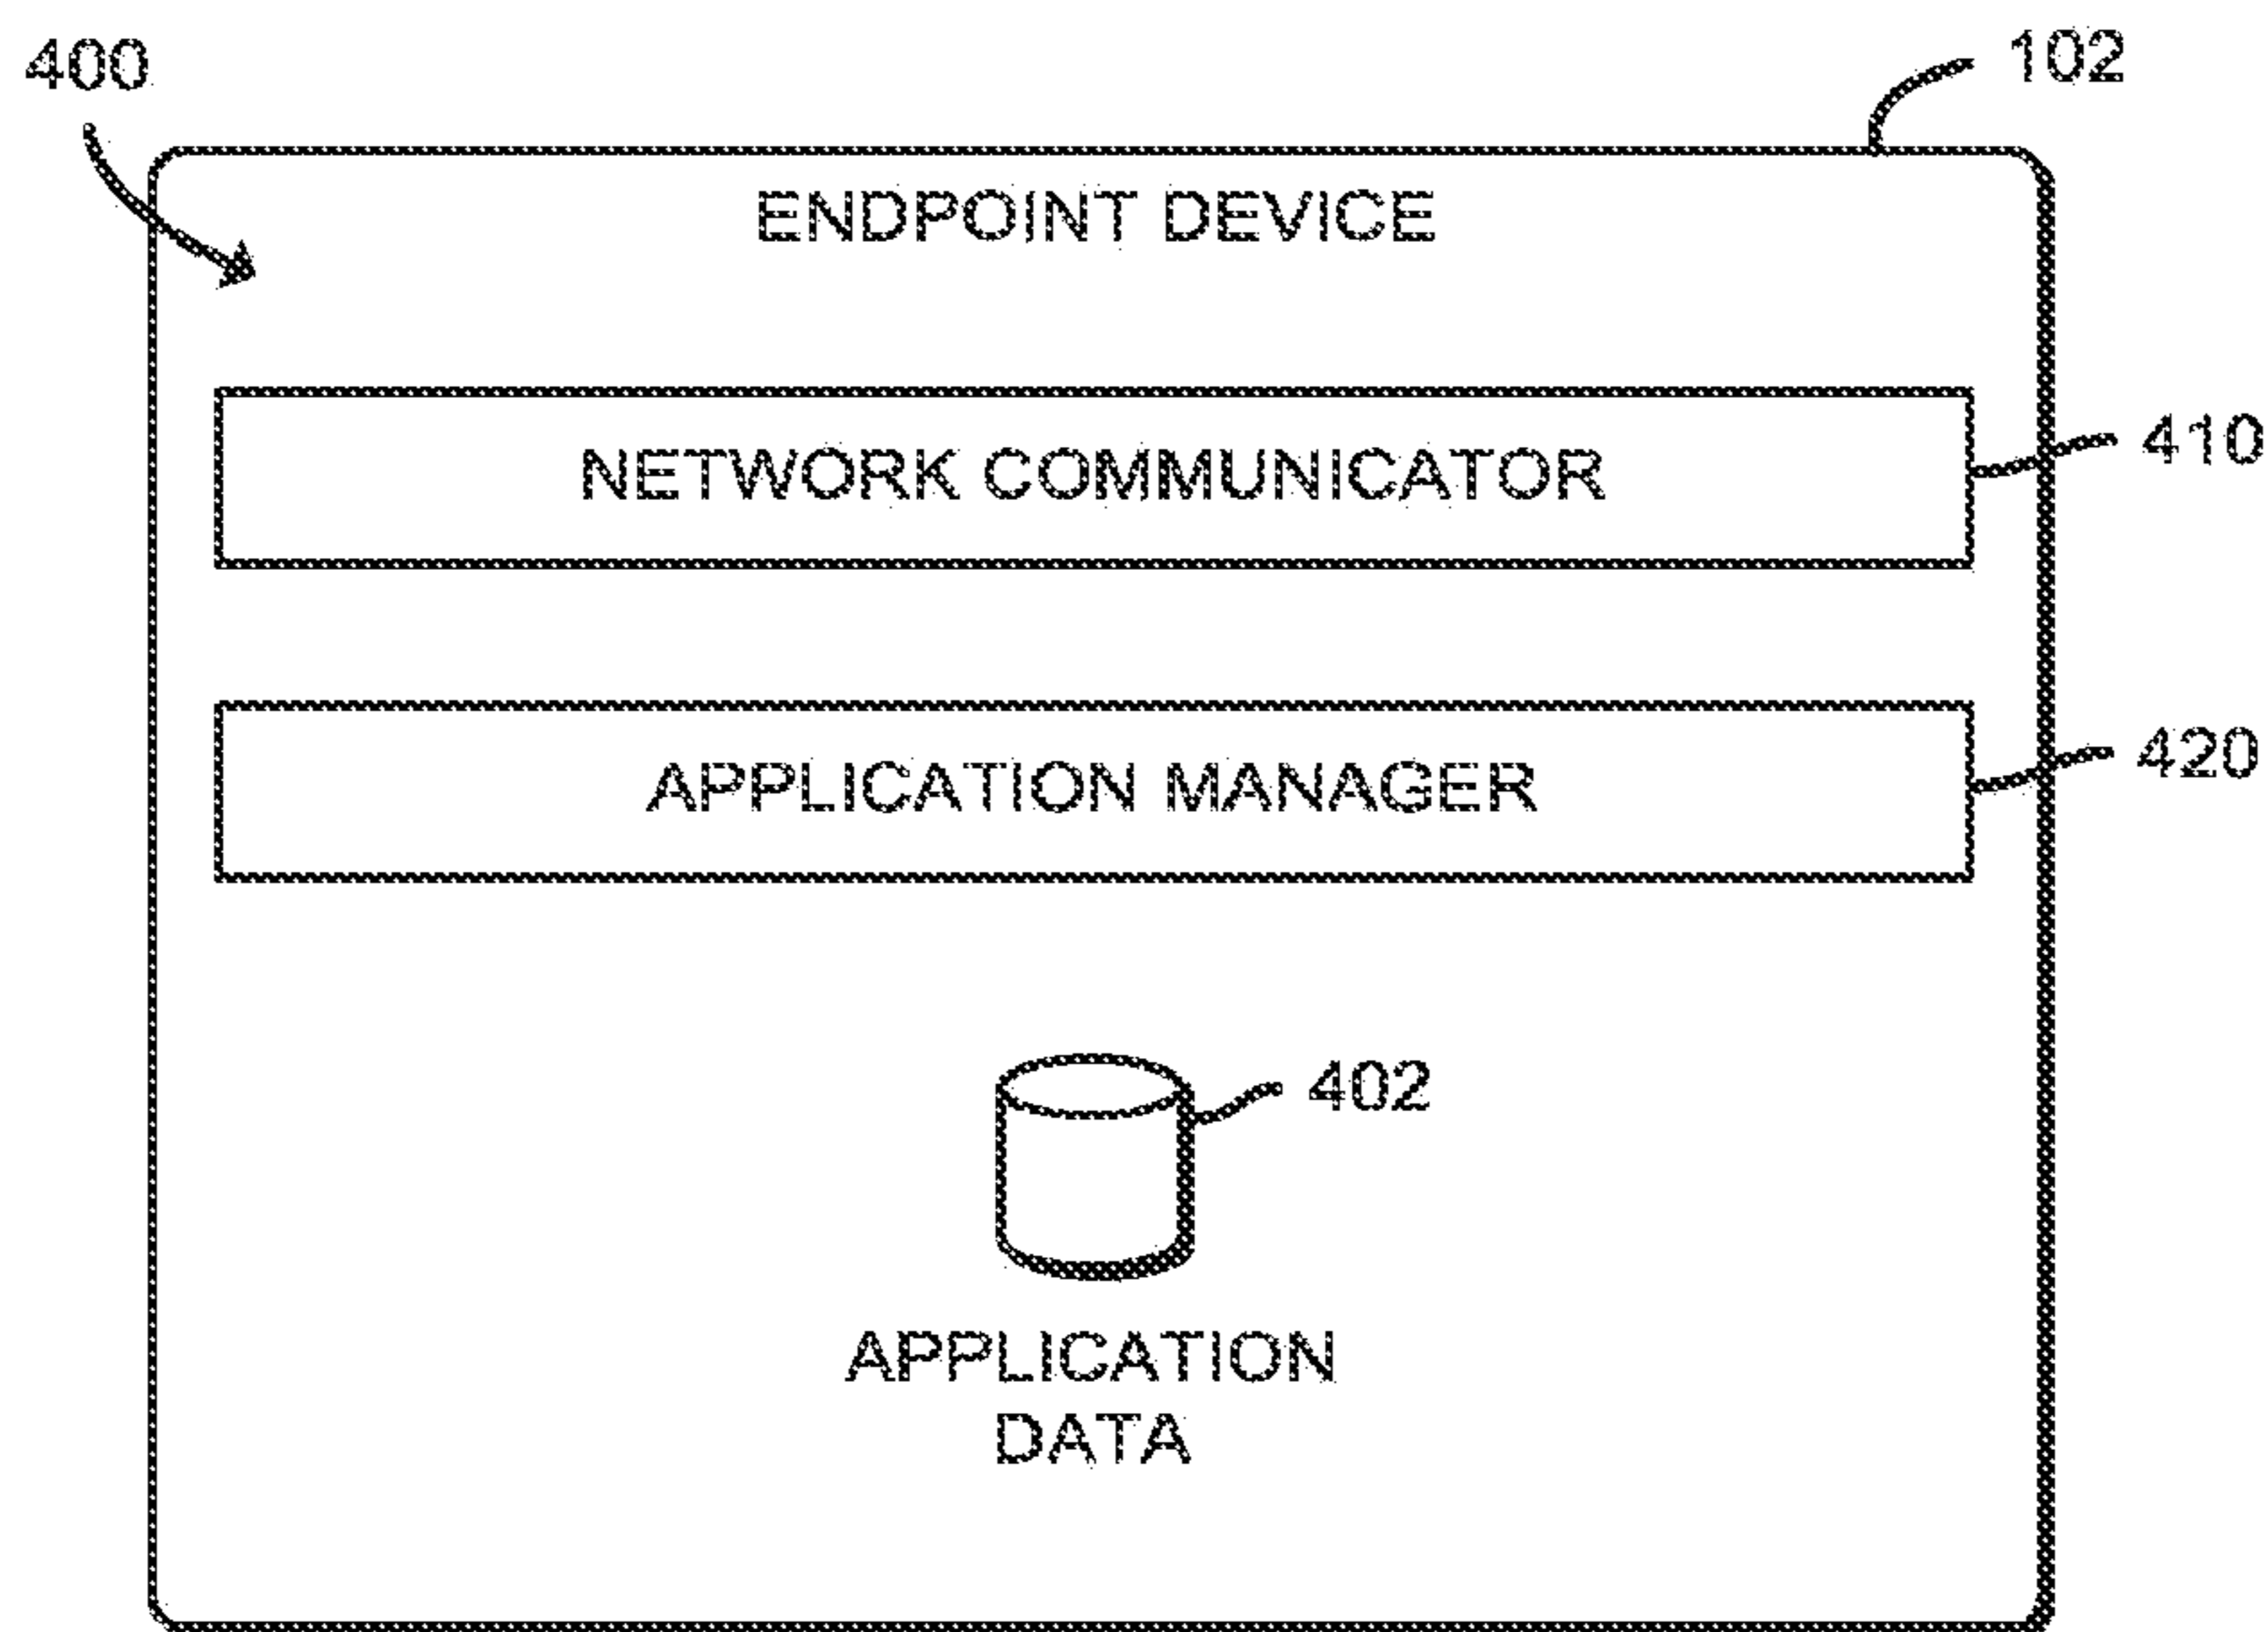 400
102
ENDPOINT DEVICE
NETWORK COMMUNICATOR
410
APPLICATION MANAGER
420
402
APPLICATION
DATA